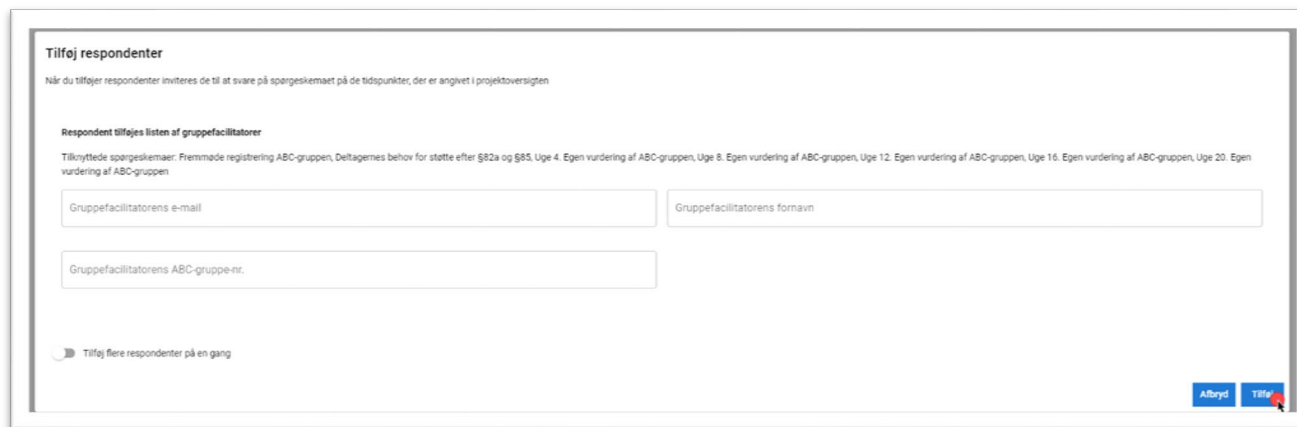 Tilføj respondenter
Når du tilføjer respondenter inviteres de til at svare på spørgeskemaet på de tidspunkter, der er angivet i projektoversigten
Respondent tilføjes listen af gruppefacilitatorer
Tilknyttede spørgeskemaer: Fremmøde registrering ABC-gruppen, Deltagernes behov for støtte efter §82a og §85, Uge 4. Egen vurdering af ABC-gruppen, Uge 8. Egen vurdering af ABC-gruppen, Uge 12. Egen vurdering af ABC-gruppen, Uge 16. Egen vurdering af ABC-gruppen, Uge 20. Egen
vurdering af ABC-gruppen
Gruppefacilitatorens e-mail
Gruppefacilitatorens fornavn
Gruppefacilitatorens ABC-gruppe-nr.
Tilføj flere respondenter på en gang
Afbryd
Tilføj